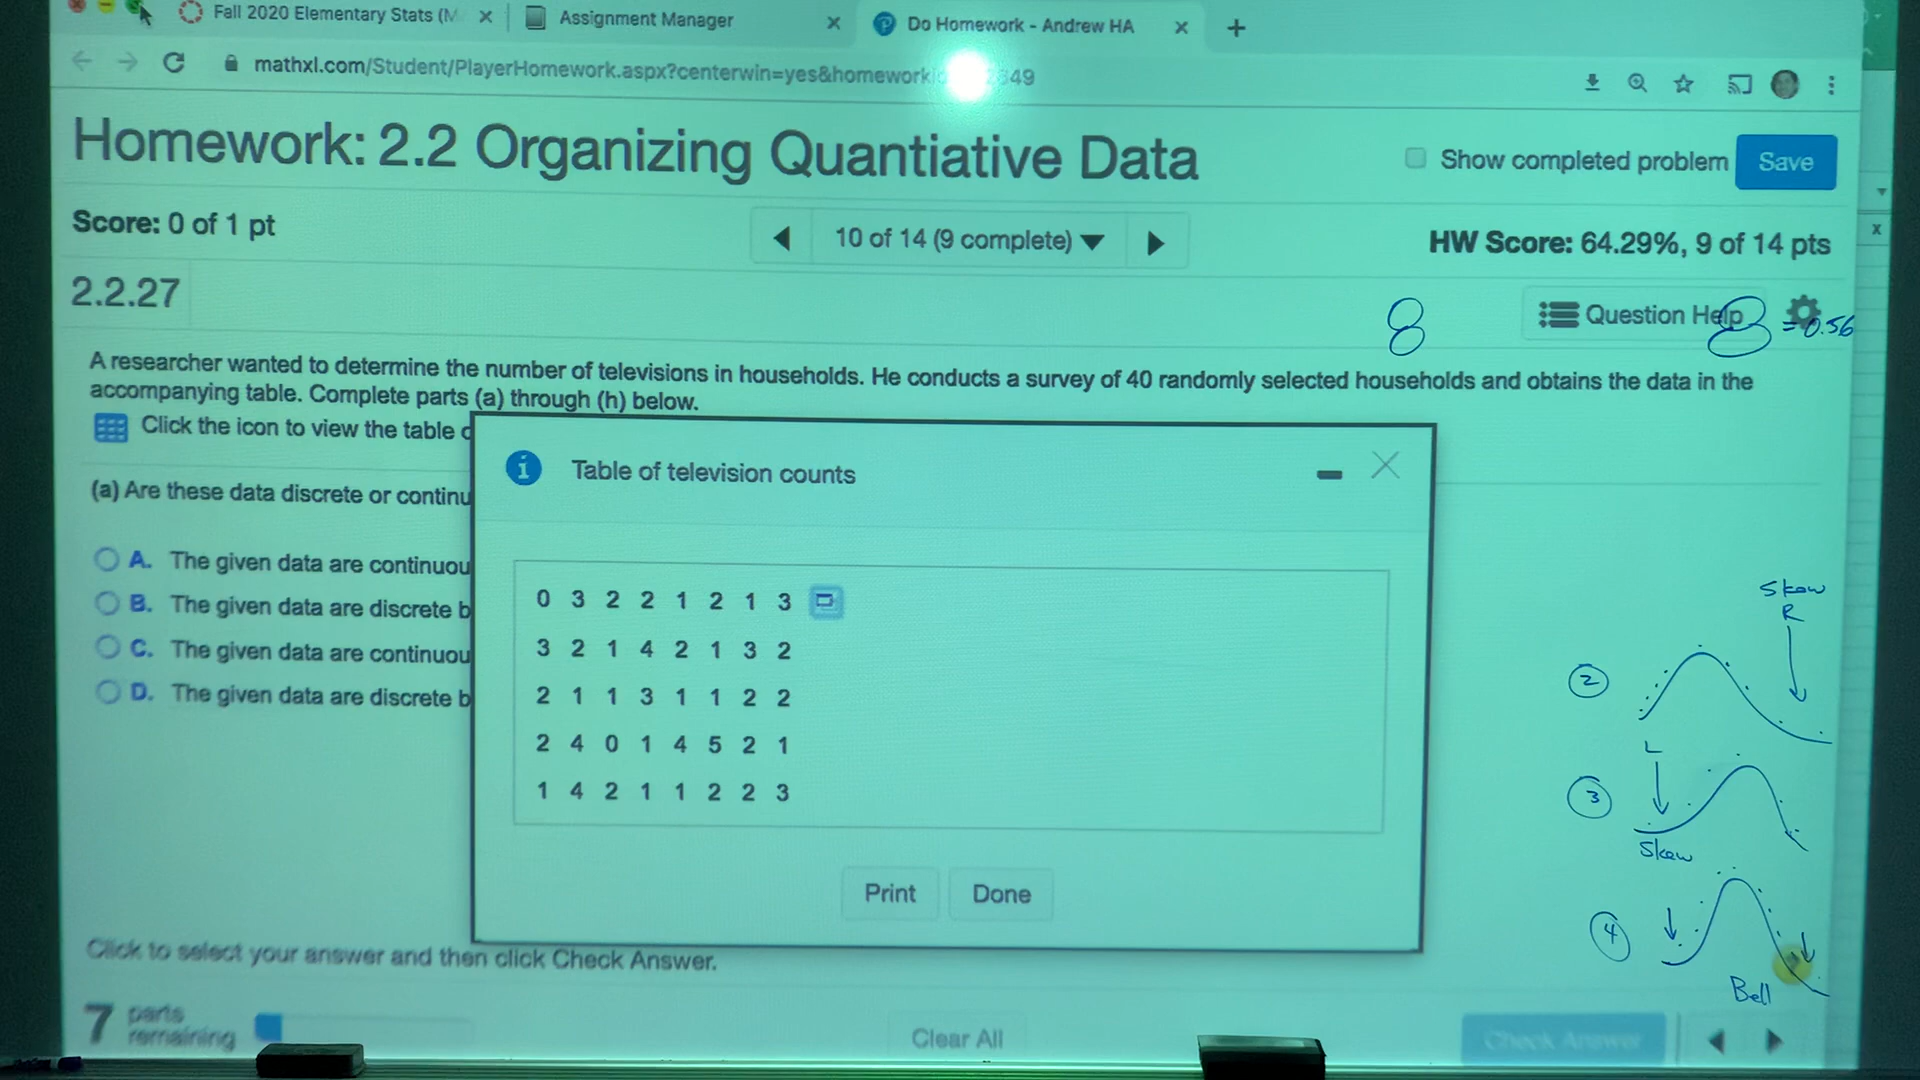 Fall 2020 Elementary Stats (M
Assignment Manager
Do Homework - Andrew HA
mathxl.com/Student/PlayerHomework.aspx?centerwin=yes&homework
49
Homework: 2.2 Organizing Quantiative Data
Show completed problem
Save
Score: 0 of 1 pt
10 of 14 (9 complete)
HW Score: 64.29%, 9 of 14 pts
x
2.2.27
8
Question Help
8 = 0.56
A researcher wanted to determine the number of televisions in households. He conducts a survey of 40 randomly selected households and obtains the data in the
accompanying table. Complete parts (a) through (h) below.
Click the icon to view the table
(a) Are these data discrete or continu
A. The given data are continuou
B. The given data are discrete b
C. The given data are continuou
D. The given data are discrete b
Table of television counts
0 3 2 2 1 2 1 3
3 2 1 4 2 1 3 2
2 1 1 3 1 1 2 2
2 4 0 1 4 5 2 1
1 4 2 1 1 2 2 3
Print
Done
Skew
R
2
L
3
Skew
4
Bell
Click to select your answer and then click Check Answer.
7 parts
remaining
Clear All
Check Answer